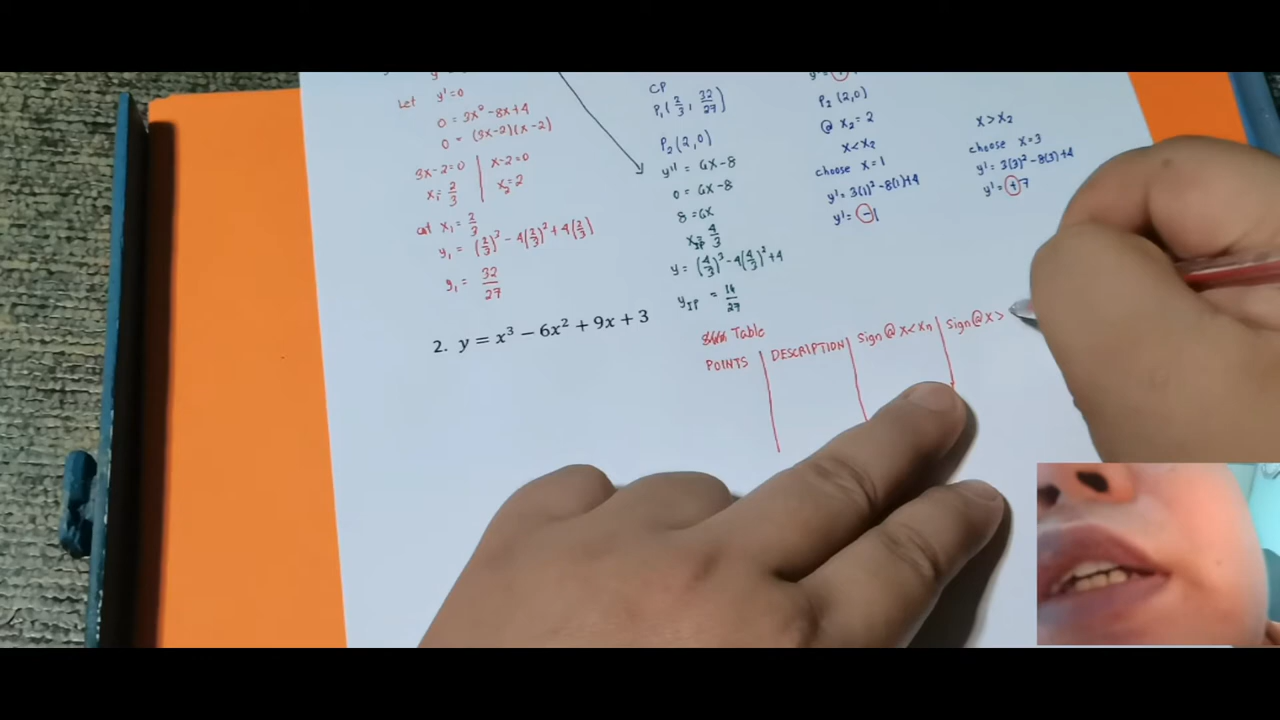 Let y' = 0
0 = 3x² - 8x + 4
0 = (3x-2)(x-2)
3x-2=0 | x-2=0
x₁ = 2/3 | x₂ = 2
at x₁ = 2/3
y₁ = (2/3)³ - 4(2/3)² + 4(2/3)
y₁ = 32/27
2. y = x³ − 6x² + 9x + 3
CP
P₁(2/3, 32/27)
P₂(2,0)
y'' = 6x-8
0 = 6x-8
8 = 6x
x_IP = 4/3
y = (4/3)³ - 4(4/3)² + 4
y_IP = 16/27
P₂(2,0)
@ x₂ = 2
x < x₂
choose x = 1
y' = 3(1)² - 8(1) + 4
y' = -1
x > x₂
choose x = 3
y' = 3(3)² - 8(3) + 4
y' = +7
Table
POINTS | DESCRIPTION | Sign @ x < xₙ | Sign @ x >